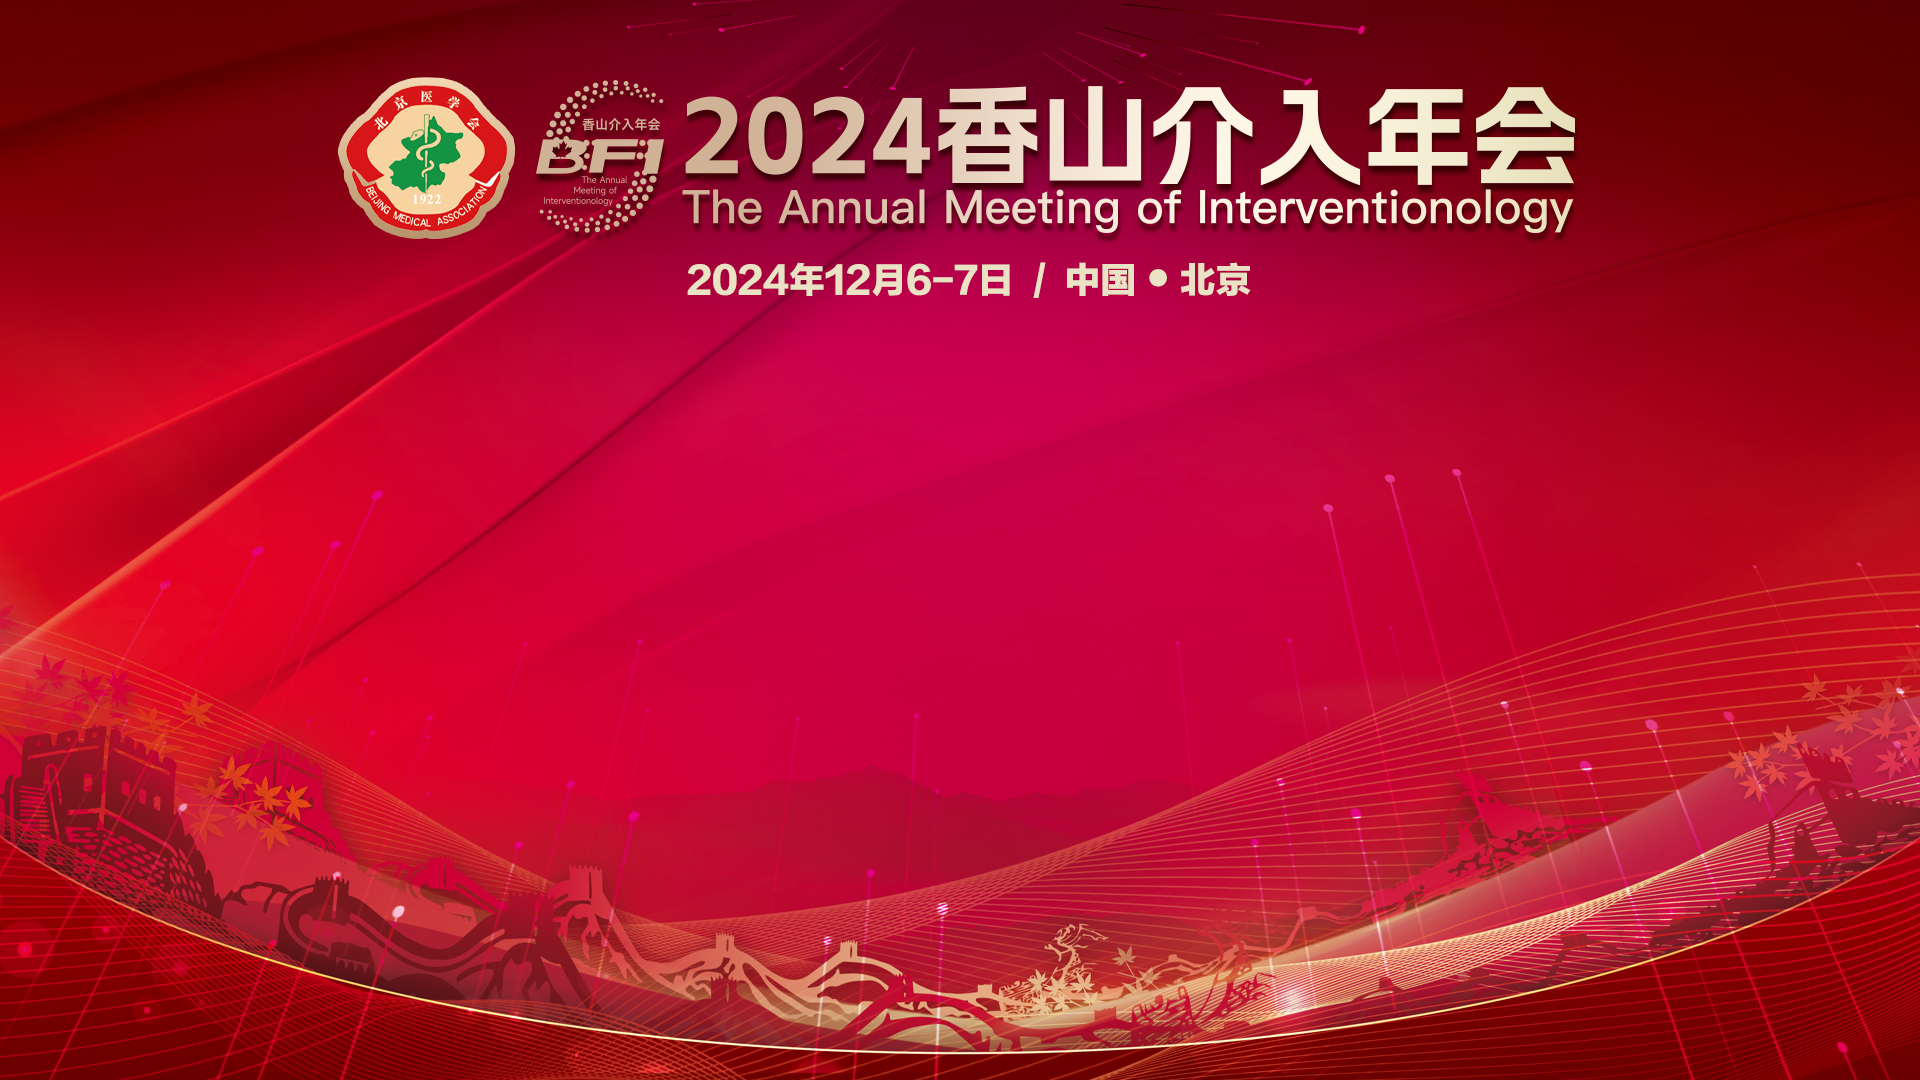 北京医学会
1922
BEIJING MEDICAL ASSOCIATION
香山介入年会
BFI
The Annual
Meeting of
Interventionology
2024香山介入年会
The Annual Meeting of Interventionology
2024年12月6-7日 / 中国 • 北京